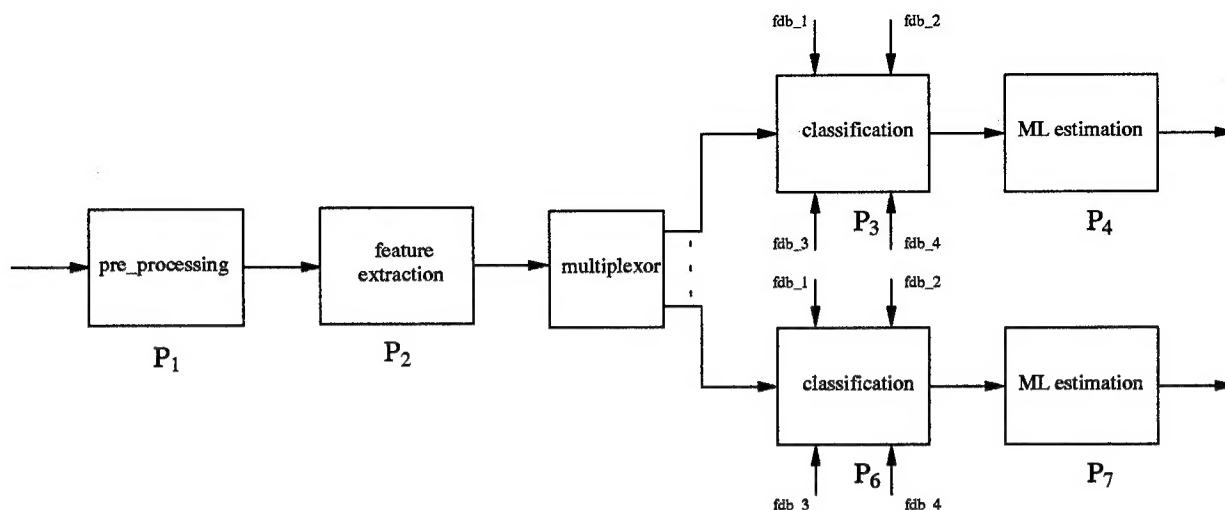 fdb_1 fdb_2
classification
ML estimation
fdb_3 P3 fdb_4
P4
pre_processing
feature
extraction
multiplexor
P1
P2
fdb_1 fdb_2
classification
ML estimation
fdb_3 P6 fdb_4
P7